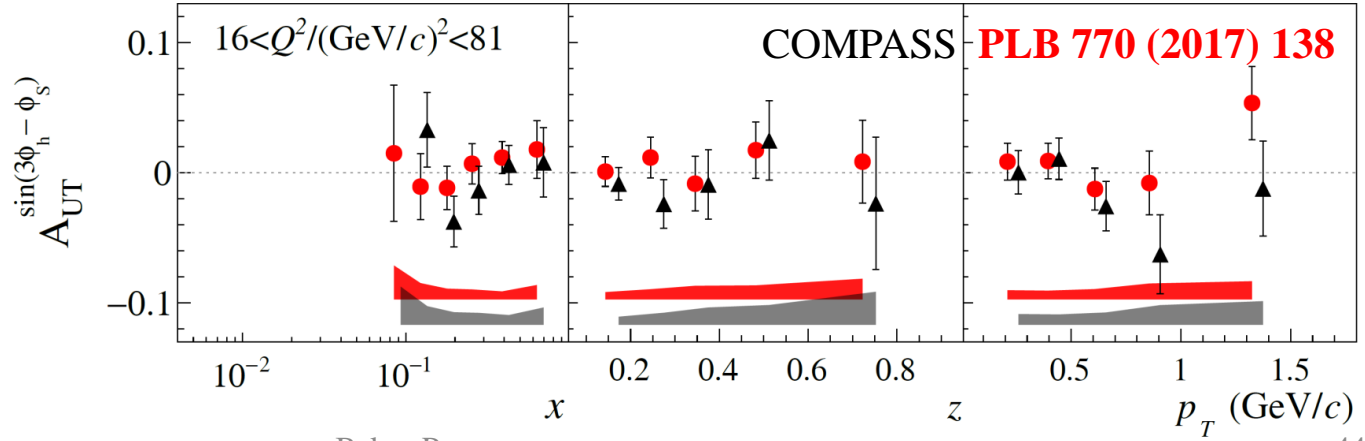 16<Q²/(GeV/c)²<81
COMPASS PLB 770 (2017) 138
A_UT^sin(3ϕ_h − ϕ_S)
0.1
0
−0.1
10⁻² 10⁻¹ 0.2 0.4 0.6 0.8 0.5 1 1.5
x z p_T (GeV/c)
44